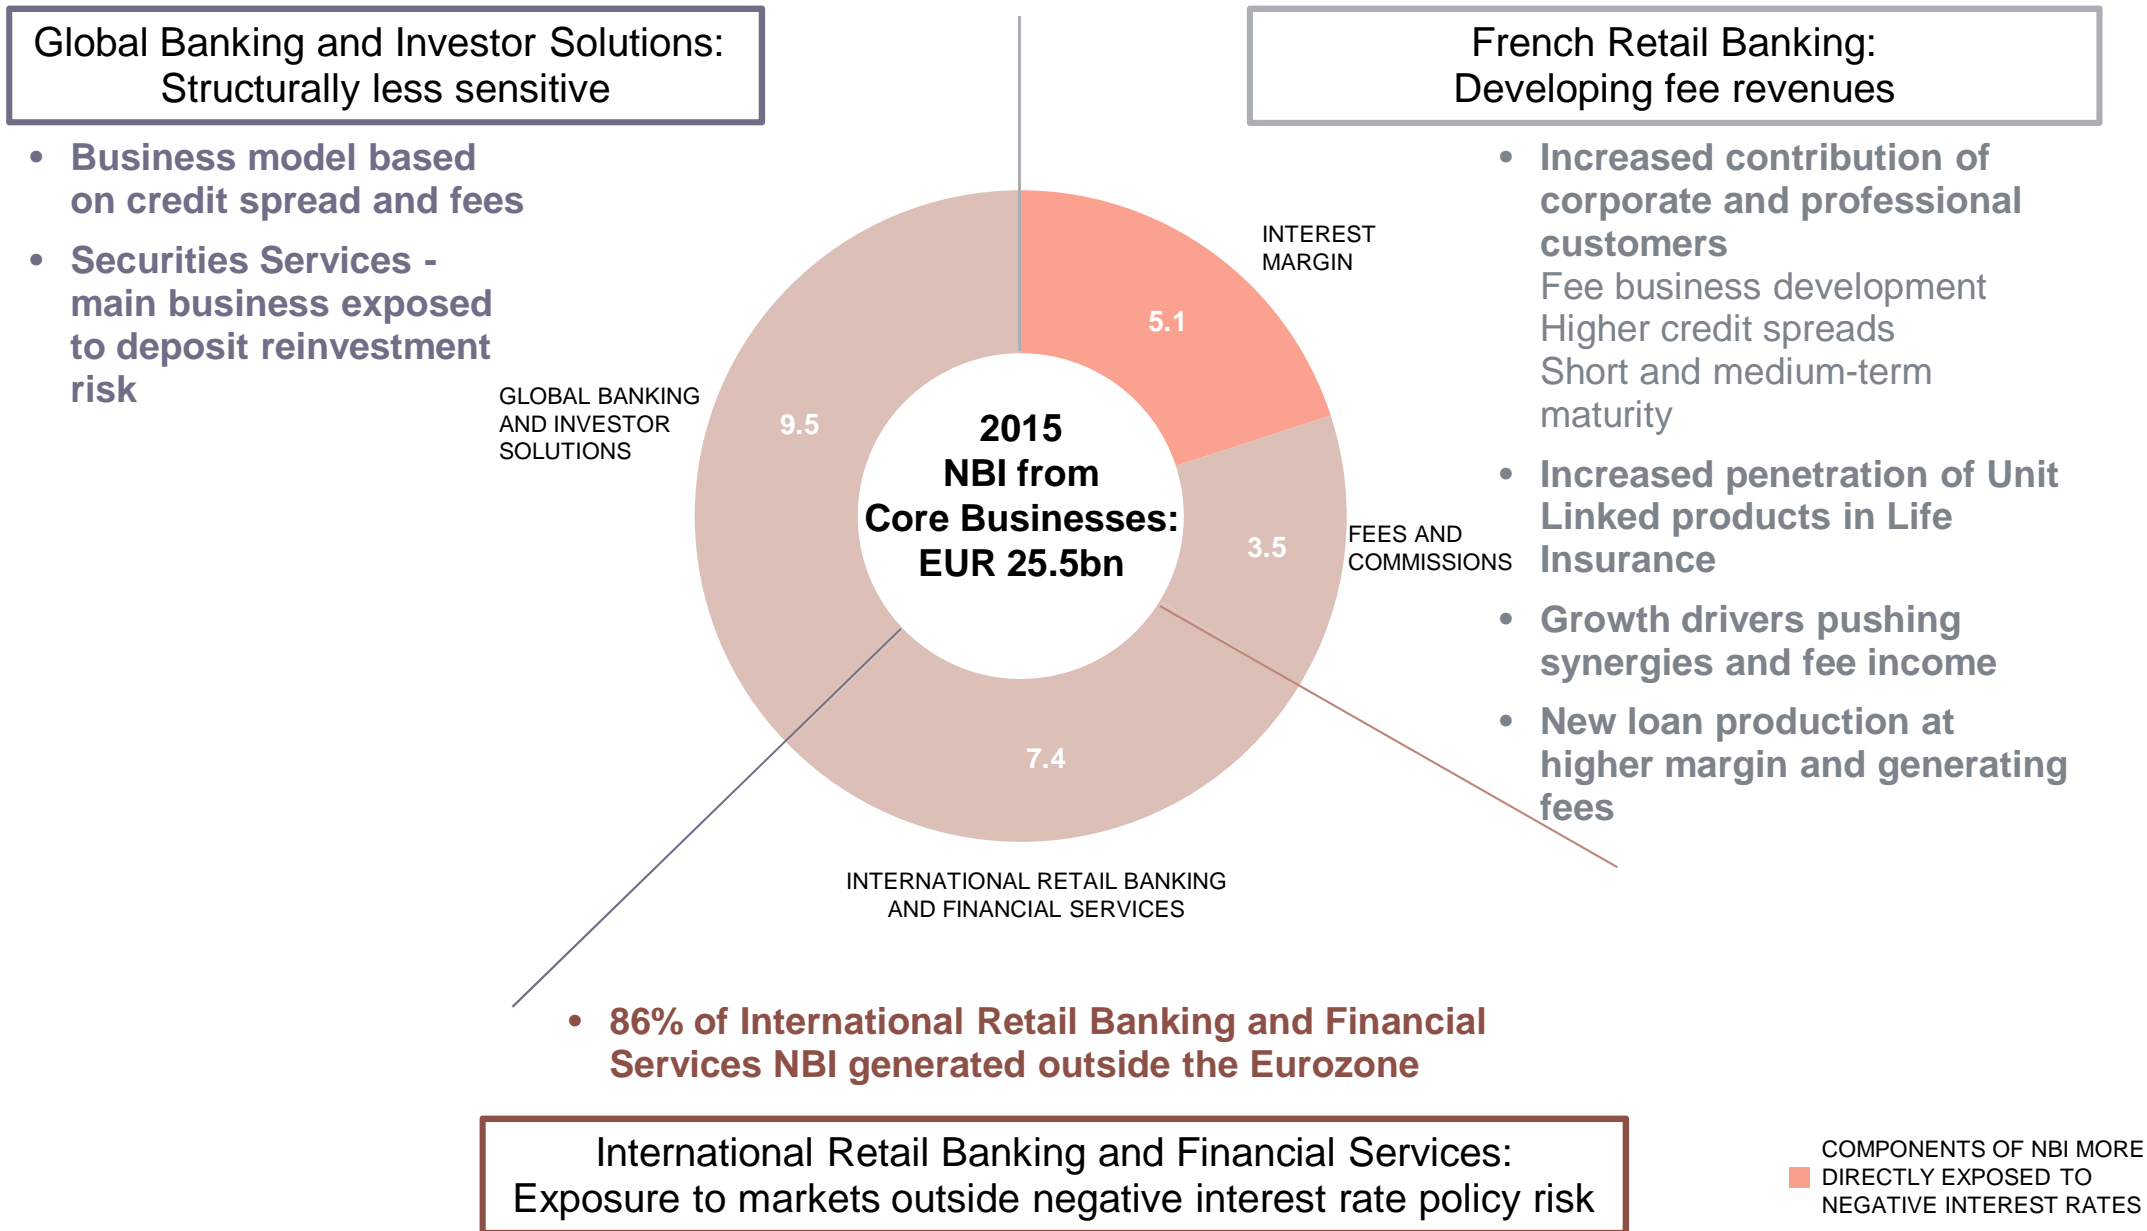 Global Banking and Investor Solutions:
Structurally less sensitive
• Business model based
on credit spread and fees
• Securities Services -
main business exposed
to deposit reinvestment
risk
French Retail Banking:
Developing fee revenues
• Increased contribution of
corporate and professional
customers
Fee business development
Higher credit spreads
Short and medium-term
maturity
• Increased penetration of Unit
Linked products in Life
Insurance
• Growth drivers pushing
synergies and fee income
• New loan production at
higher margin and generating
fees
INTEREST
MARGIN
5.1
GLOBAL BANKING
AND INVESTOR
SOLUTIONS
9.5
2015
NBI from
Core Businesses:
EUR 25.5bn
3.5
FEES AND
COMMISSIONS
7.4
INTERNATIONAL RETAIL BANKING
AND FINANCIAL SERVICES
• 86% of International Retail Banking and Financial
Services NBI generated outside the Eurozone
International Retail Banking and Financial Services:
Exposure to markets outside negative interest rate policy risk
COMPONENTS OF NBI MORE
DIRECTLY EXPOSED TO
NEGATIVE INTEREST RATES